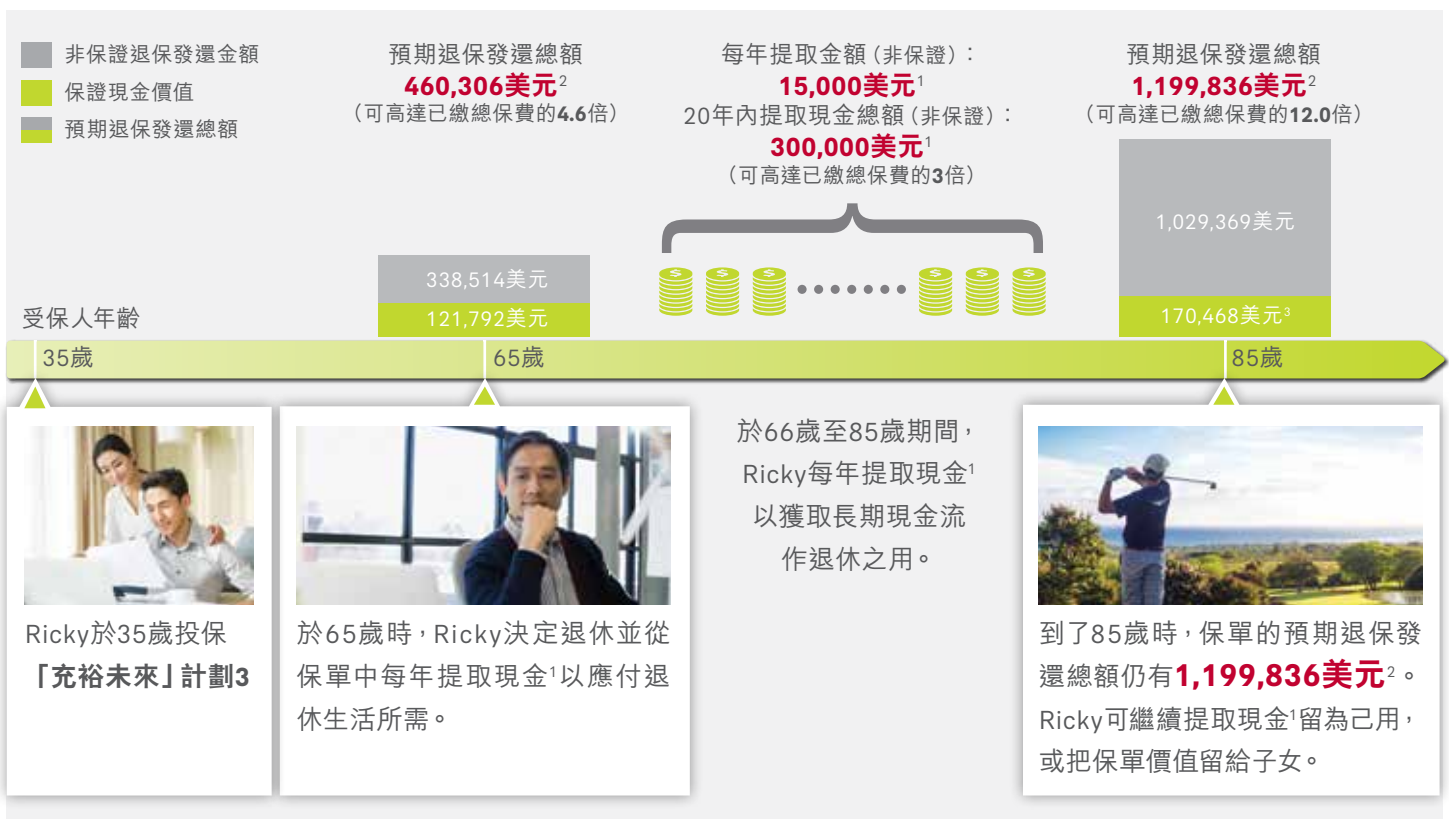 非保證退保發還金額
保證現金價值
預期退保發還總額
預期退保發還總額
460,306美元²
（可高達已繳總保費的4.6倍）
每年提取金額（非保證）：
15,000美元¹
20年內提取現金總額（非保證）：
300,000美元¹
（可高達已繳總保費的3倍）
預期退保發還總額
1,199,836美元²
（可高達已繳總保費的12.0倍）
338,514美元
121,792美元
1,029,369美元
170,468美元³
受保人年齡
35歲
65歲
85歲
Ricky於35歲投保
「充裕未來」計劃3
於65歲時，Ricky決定退休並從
保單中每年提取現金¹以應付退
休生活所需。
於66歲至85歲期間，
Ricky每年提取現金¹
以獲取長期現金流
作退休之用。
到了85歲時，保單的預期退保發
還總額仍有1,199,836美元²。
Ricky可繼續提取現金¹留為己用，
或把保單價值留給子女。